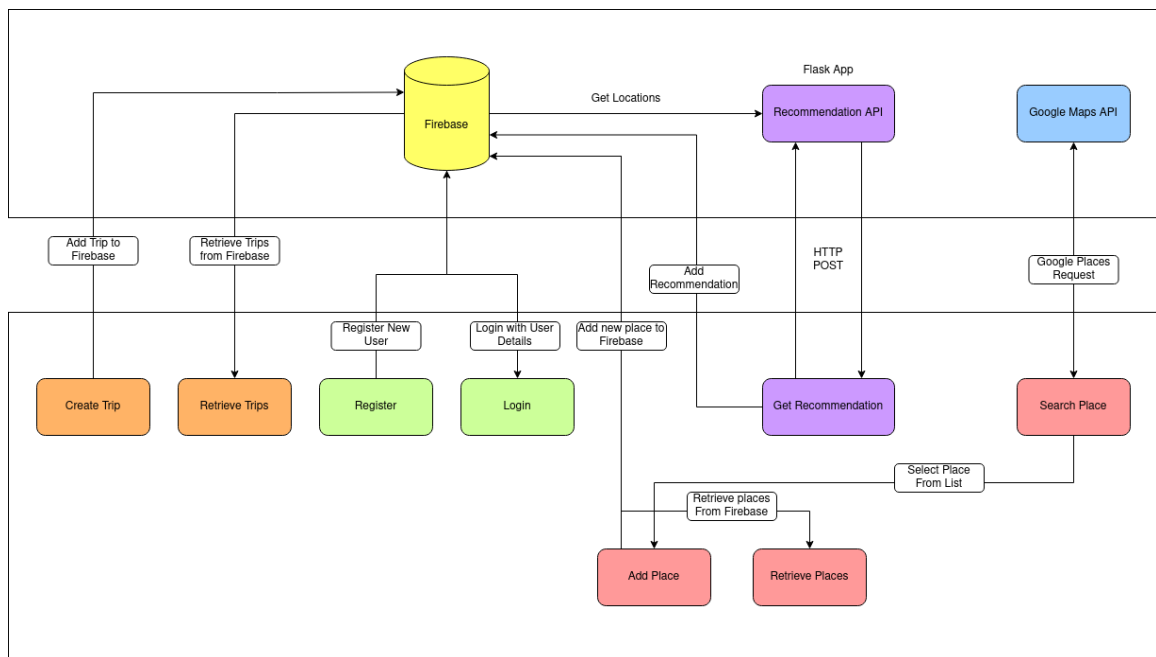 Flask App
Firebase
Get Locations
Recommendation API
Google Maps API
Add Trip to
Firebase
Retrieve Trips
from Firebase
Add
Recommendation
HTTP
POST
Google Places
Request
Register New
User
Login with User
Details
Add new place to
Firebase
Create Trip
Retrieve Trips
Register
Login
Get Recommendation
Search Place
Select Place
From List
Retrieve places
From Firebase
Add Place
Retrieve Places